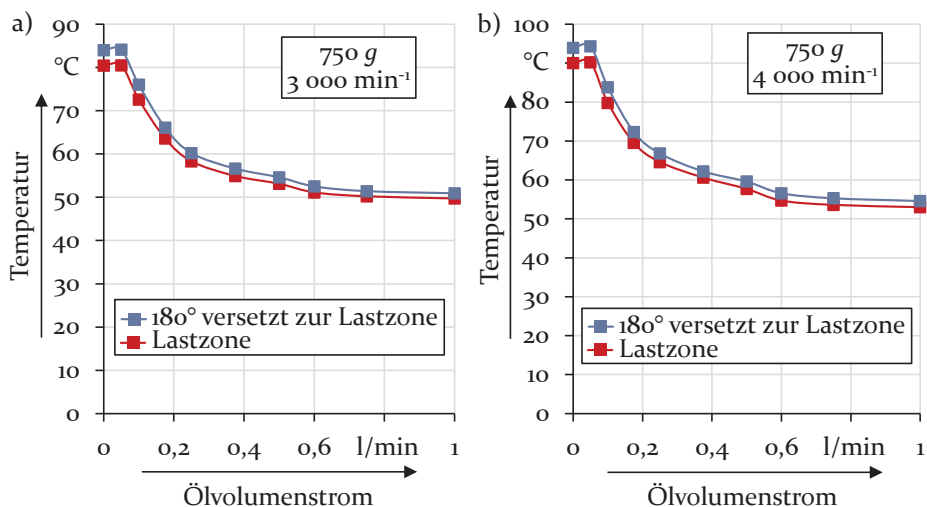 a)
90
°C
70
60
50
40
30
20
10
0
Temperatur
750 g
3 000 min⁻¹
180° versetzt zur Lastzone
Lastzone
0 0,2 0,4 0,6 l/min 1
Ölvolumenstrom
b)
100
°C
80
70
60
50
40
30
20
10
0
Temperatur
750 g
4 000 min⁻¹
180° versetzt zur Lastzone
Lastzone
0 0,2 0,4 0,6 l/min 1
Ölvolumenstrom